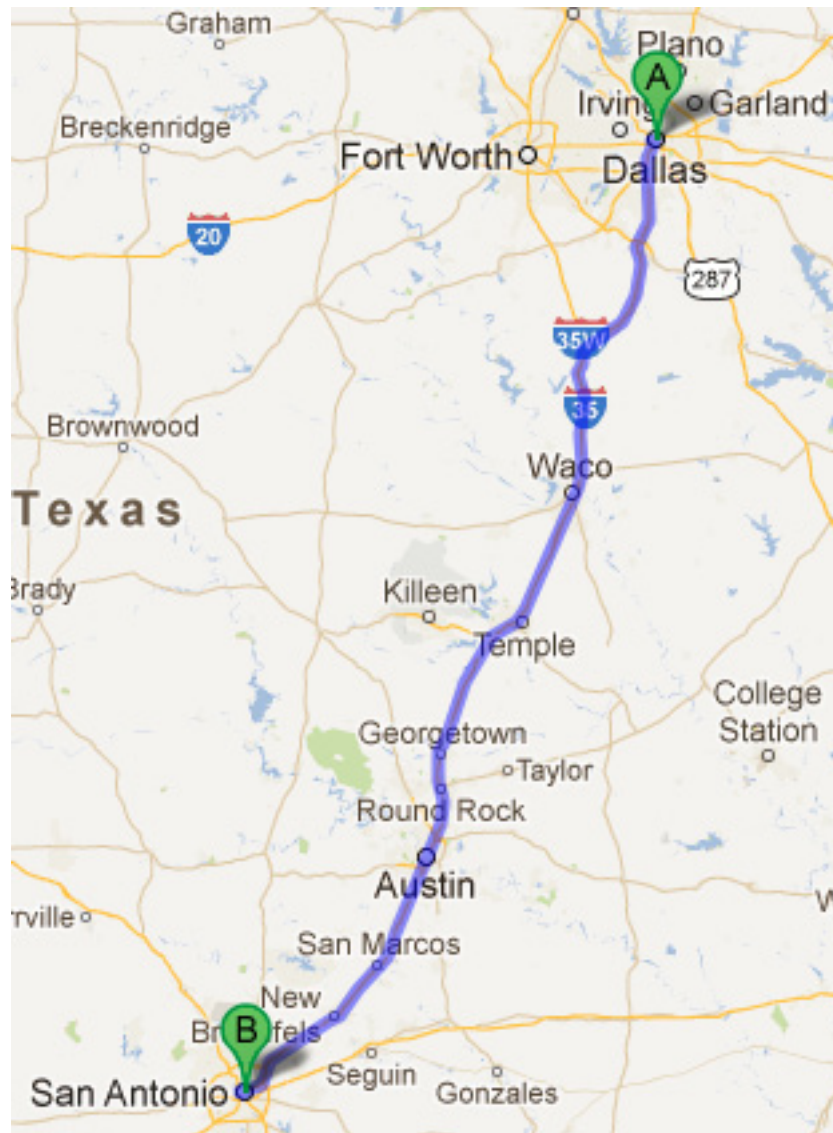 Graham
Plano
A
Irving
Garland
Breckenridge
Fort Worth
Dallas
20
287
35W
35
Brownwood
Waco
Texas
Brady
Killeen
Temple
College
Station
Georgetown
Taylor
Round Rock
Austin
rrville
San Marcos
New
B
San Antonio
Seguin
Gonzales